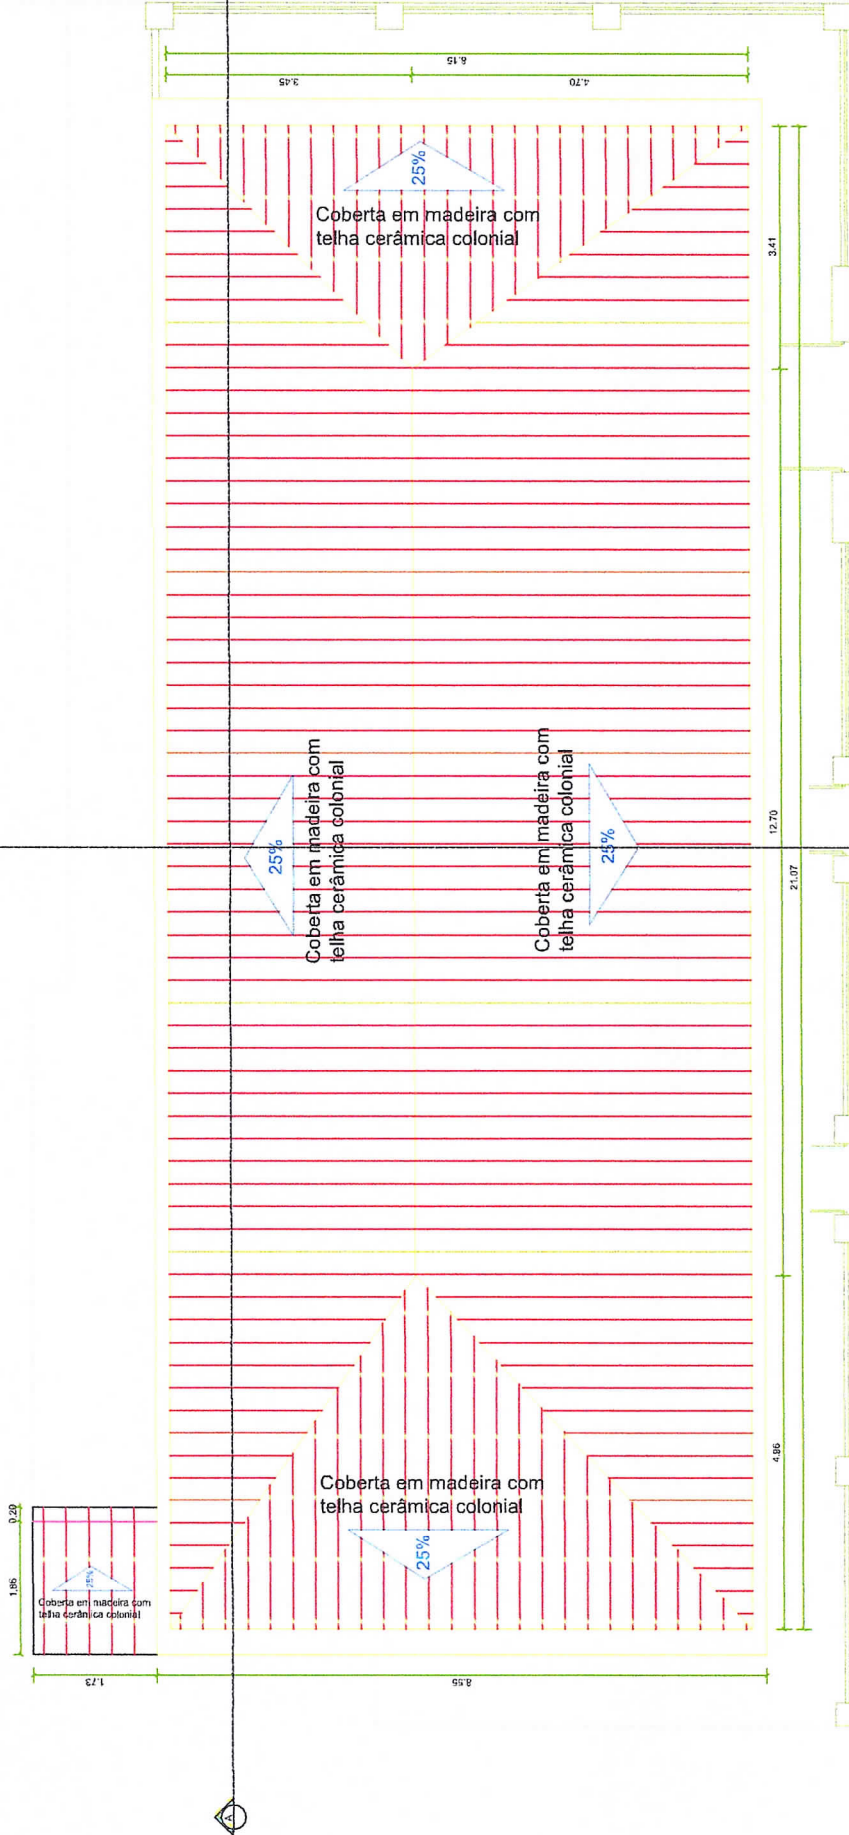 8.15
3.45
4.70
25%
Coberta em madeira com
telha cerâmica colonial
3.41
Coberta em madeira com
telha cerâmica colonial
25%
Coberta em madeira com
telha cerâmica colonial
25%
12.70
21.07
Coberta em madeira com
telha cerâmica colonial
25%
4.86
0.20
1.86
25%
Coberta em madeira com
telha cerâmica colonial
1.73
8.55
A